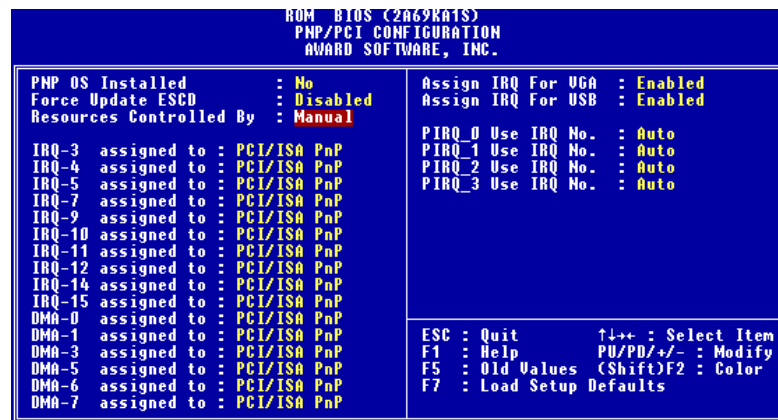 ROM BIOS (2A69KA1S)
PNP/PCI CONFIGURATION
AWARD SOFTWARE, INC.
PNP OS Installed : No
Force Update ESCD : Disabled
Resources Controlled By : Manual
IRQ-3 assigned to : PCI/ISA PnP
IRQ-4 assigned to : PCI/ISA PnP
IRQ-5 assigned to : PCI/ISA PnP
IRQ-7 assigned to : PCI/ISA PnP
IRQ-9 assigned to : PCI/ISA PnP
IRQ-10 assigned to : PCI/ISA PnP
IRQ-11 assigned to : PCI/ISA PnP
IRQ-12 assigned to : PCI/ISA PnP
IRQ-14 assigned to : PCI/ISA PnP
IRQ-15 assigned to : PCI/ISA PnP
DMA-0 assigned to : PCI/ISA PnP
DMA-1 assigned to : PCI/ISA PnP
DMA-3 assigned to : PCI/ISA PnP
DMA-5 assigned to : PCI/ISA PnP
DMA-6 assigned to : PCI/ISA PnP
DMA-7 assigned to : PCI/ISA PnP
Assign IRQ For VGA : Enabled
Assign IRQ For USB : Enabled
PIRQ_0 Use IRQ No. : Auto
PIRQ_1 Use IRQ No. : Auto
PIRQ_2 Use IRQ No. : Auto
PIRQ_3 Use IRQ No. : Auto
ESC : Quit ↑↓→← : Select Item
F1 : Help PU/PD/+/- : Modify
F5 : Old Values (Shift)F2 : Color
F7 : Load Setup Defaults